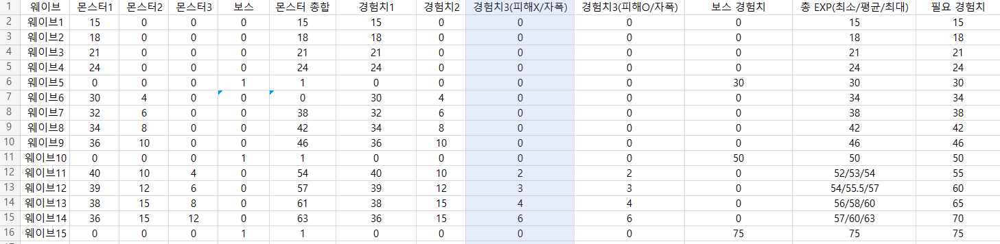 1 웨이브 몬스터1 몬스터2 몬스터3 보스 몬스터 종합 경험치1 경험치2 경험치3(피해X/자폭) 경험치3(피해O/자폭) 보스 경험치 총 EXP(최소/평균/최대) 필요 경험치
2 웨이브1 15 0 0 0 15 15 0 0 0 0 15 15
3 웨이브2 18 0 0 0 18 18 0 0 0 0 18 18
4 웨이브3 21 0 0 0 21 21 0 0 0 0 21 21
5 웨이브4 24 0 0 0 24 24 0 0 0 0 24 24
6 웨이브5 0 0 0 1 1 0 0 0 0 30 30 30
7 웨이브6 30 4 0 0 0 30 4 0 0 0 34 34
8 웨이브7 32 6 0 0 38 32 6 0 0 0 38 38
9 웨이브8 34 8 0 0 42 34 8 0 0 0 42 42
10 웨이브9 36 10 0 0 46 36 10 0 0 0 46 46
11 웨이브10 0 0 0 1 1 0 0 0 0 50 50 50
12 웨이브11 40 10 4 0 54 40 10 2 2 0 52/53/54 55
13 웨이브12 39 12 6 0 57 39 12 3 3 0 54/55.5/57 60
14 웨이브13 38 15 8 0 61 38 15 4 4 0 56/58/60 65
15 웨이브14 36 15 12 0 63 36 15 6 6 0 57/60/63 70
16 웨이브15 0 0 0 1 1 0 0 0 0 75 75 75